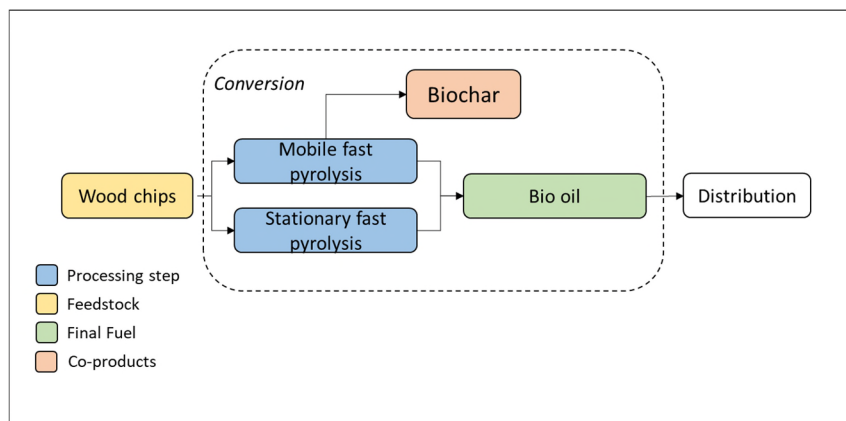 Conversion
Biochar
Mobile fast
pyrolysis
Wood chips
Bio oil
Distribution
Stationary fast
pyrolysis
Processing step
Feedstock
Final Fuel
Co-products